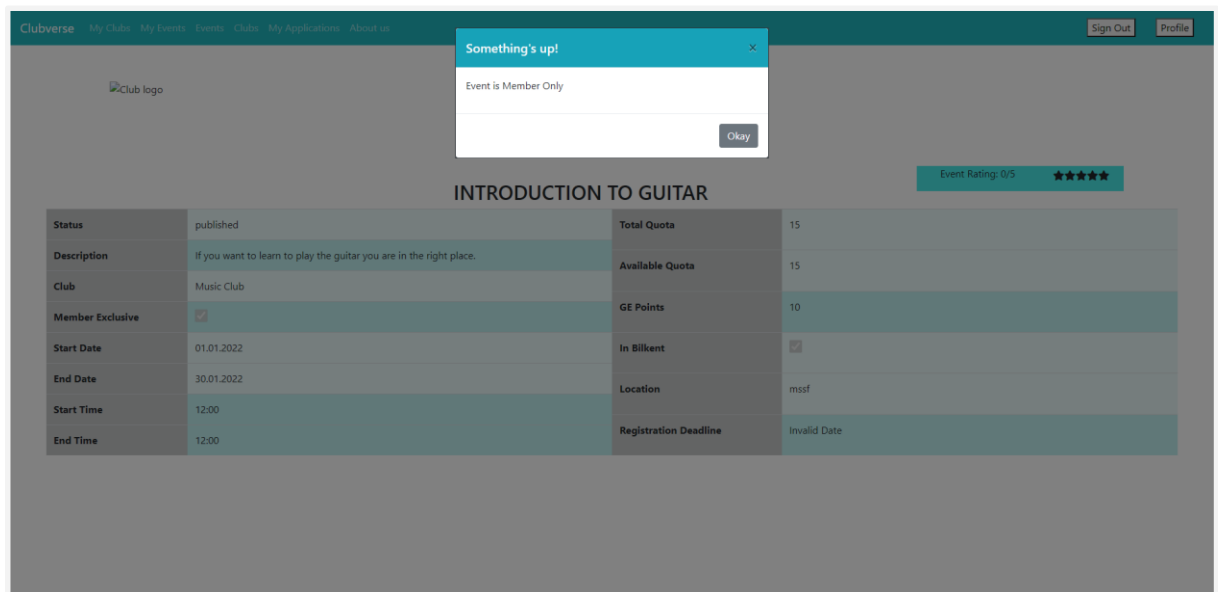 Clubverse My Clubs My Events Events Clubs My Applications About us Sign Out Profile
Something's up! ×
Event is Member Only
Okay
Club logo
Event Rating: 0/5
INTRODUCTION TO GUITAR
Status published
Description If you want to learn to play the guitar you are in the right place.
Club Music Club
Member Exclusive
Start Date 01.01.2022
End Date 30.01.2022
Start Time 12:00
End Time 12:00
Total Quota 15
Available Quota 15
GE Points 10
In Bilkent
Location mssf
Registration Deadline Invalid Date